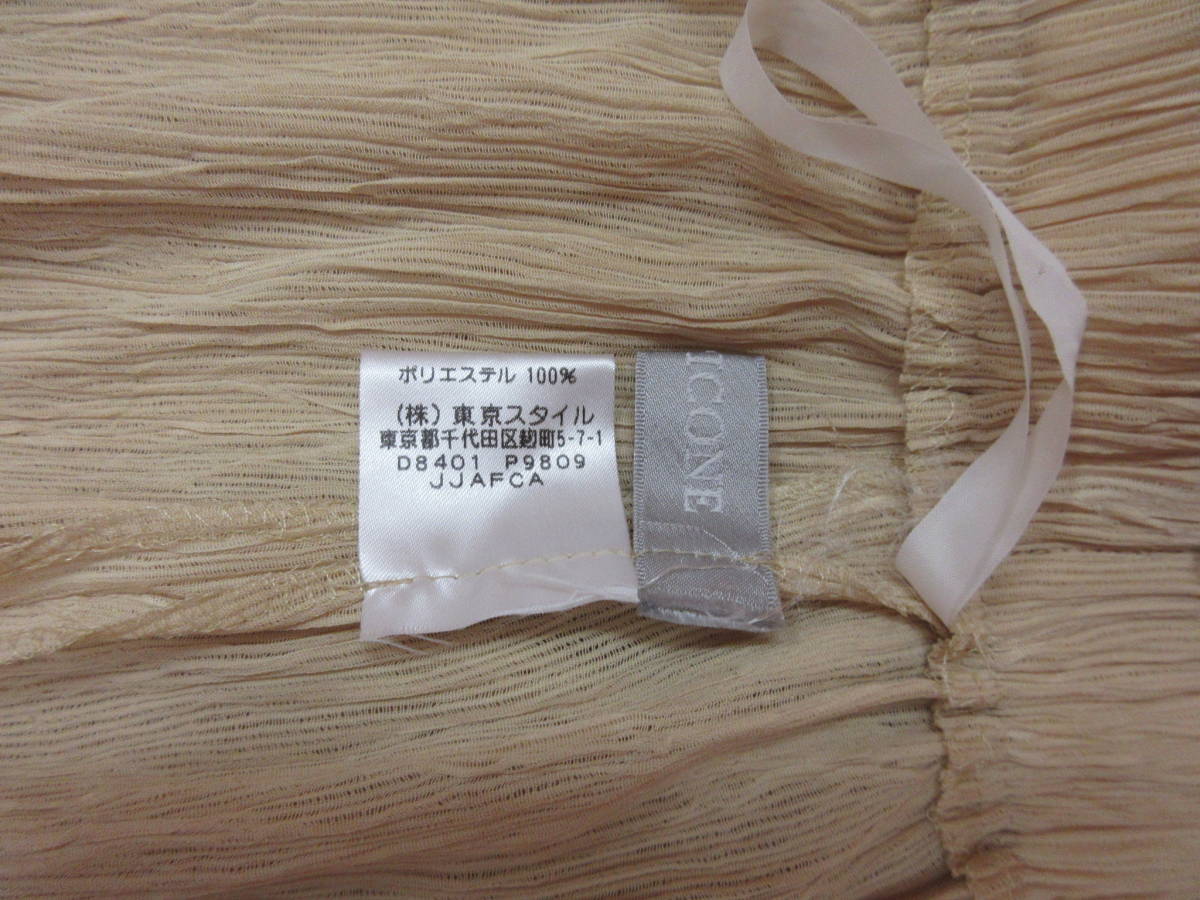 ポリエステル 100%
(株) 東京スタイル
東京都千代田区麹町5-7-1
D8401 P9809
JJAFCA
ICONE